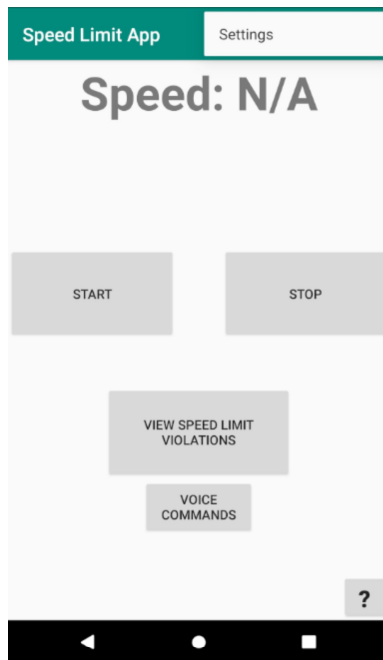 Speed Limit App
Settings
Speed: N/A
START
STOP
VIEW SPEED LIMIT
VIOLATIONS
VOICE
COMMANDS
?